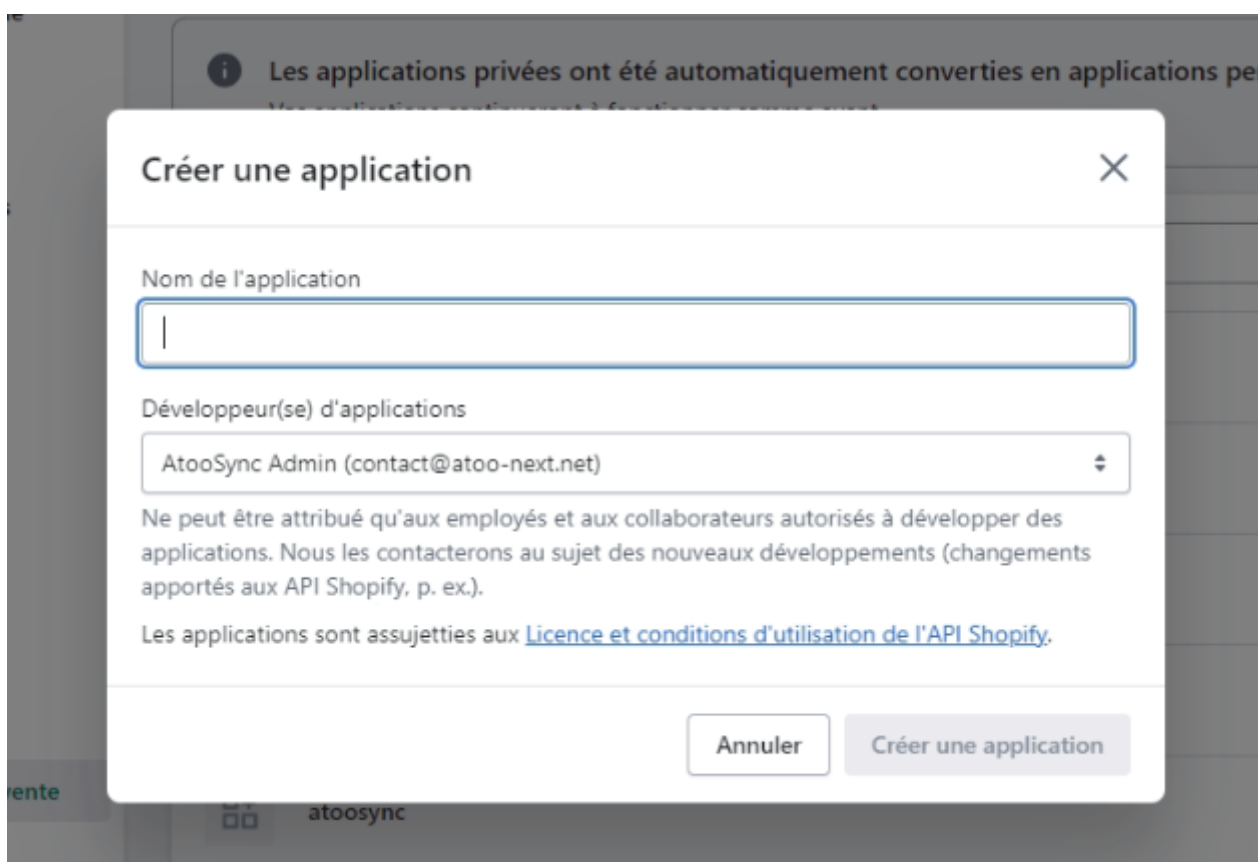 Les applications privées ont été automatiquement converties en applications
Créer une application
Nom de l'application
Développeur(se) d'applications
AtooSync Admin (contact@atoo-next.net)
Ne peut être attribué qu'aux employés et aux collaborateurs autorisés à développer des
applications. Nous les contacterons au sujet des nouveaux développements (changements
apportés aux API Shopify, p. ex.).
Les applications sont assujetties aux Licence et conditions d'utilisation de l'API Shopify.
Annuler
Créer une application
atoosync